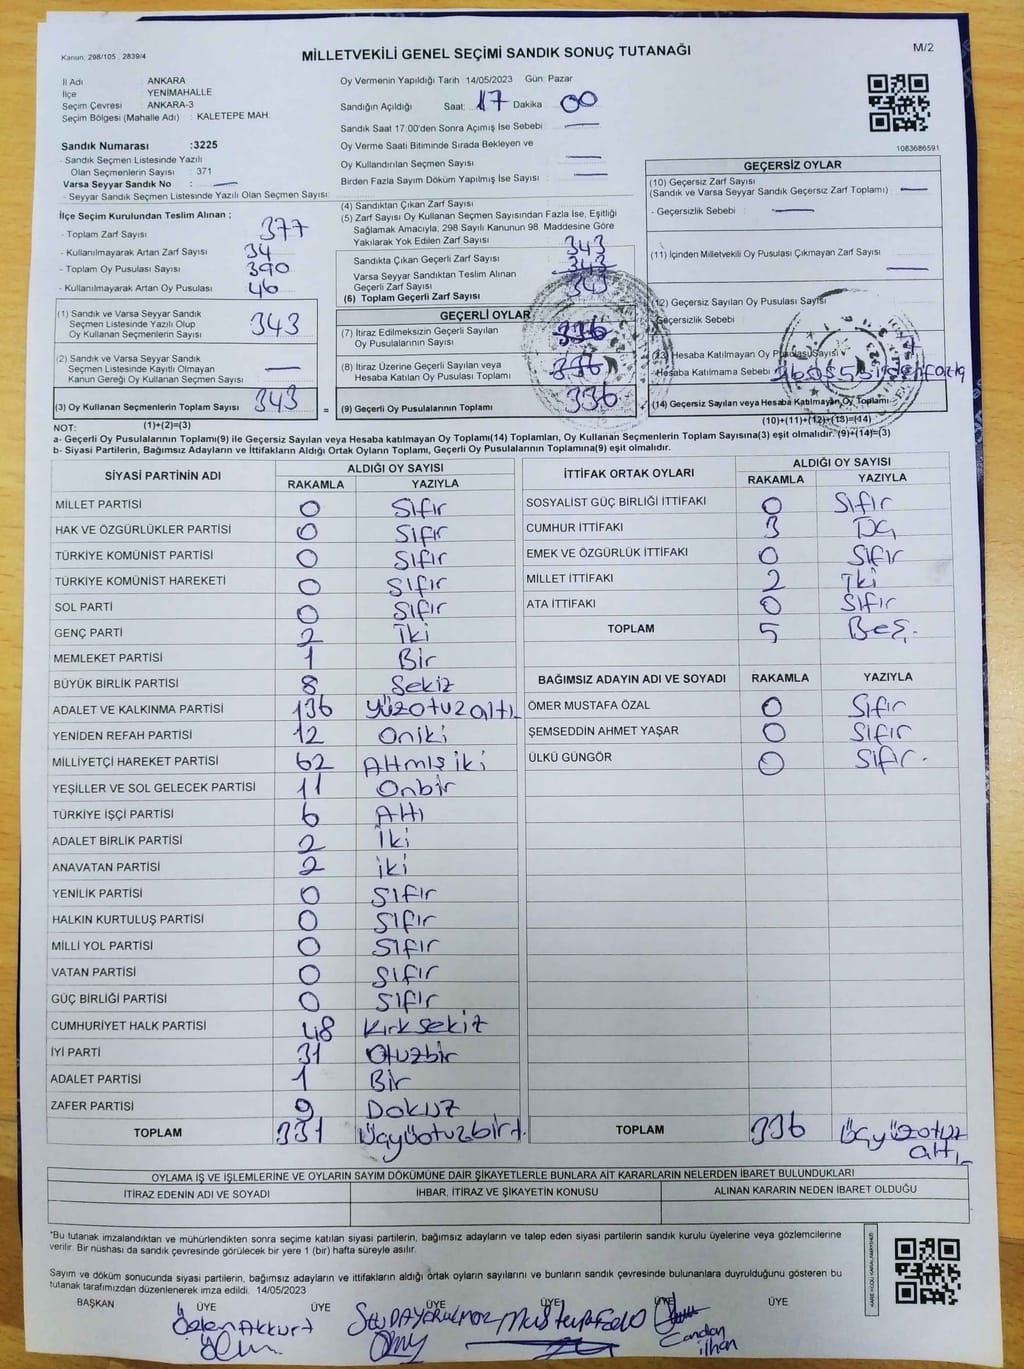 Kanun, 298/105 , 2839/4
MİLLETVEKİLİ GENEL SEÇİMİ SANDIK SONUÇ TUTANAĞI
M/2
İl Adı : ANKARA
İlçe : YENİMAHALLE
Seçim Çevresi : ANKARA-3
Seçim Bölgesi (Mahalle Adı) : KALETEPE MAH.
Sandık Numarası :3225
- Sandık Seçmen Listesinde Yazılı
Olan Seçmenlerin Sayısı : 371
Varsa Seyyar Sandık No : —
- Seyyar Sandık Seçmen Listesinde Yazılı Olan Seçmen Sayısı:
İlçe Seçim Kurulundan Teslim Alınan ;
- Toplam Zarf Sayısı : 377
- Kullanılmayarak Artan Zarf Sayısı : 34
- Toplam Oy Pusulası Sayısı : 390
- Kullanılmayarak Artan Oy Pusulası : 46
(1) Sandık ve Varsa Seyyar Sandık
Seçmen Listesinde Yazılı Olup
Oy Kullanan Seçmenlerin Sayısı : 343
(2) Sandık ve Varsa Seyyar Sandık
Seçmen Listesinde Kayıtlı Olmayan
Kanun Gereği Oy Kullanan Seçmen Sayısı : —
(3) Oy Kullanan Seçmenlerin Toplam Sayısı : 343 =
(1)+(2)=(3)
Oy Vermenin Yapıldığı Tarih 14/05/2023 Gün: Pazar
Sandığın Açıldığı Saat: 17 Dakika 00
Sandık Saat 17:00'den Sonra Açımış İse Sebebi : —
Oy Verme Saati Bitiminde Sırada Bekleyen ve
Oy Kullandırılan Seçmen Sayısı : —
Birden Fazla Sayım Döküm Yapılmış İse Sayısı : —
(4) Sandıktan Çıkan Zarf Sayısı :
(5) Zarf Sayısı Oy Kullanan Seçmen Sayısından Fazla İse, Eşitliği
Sağlamak Amacıyla, 298 Sayılı Kanunun 98. Maddesine Göre
Yakılarak Yok Edilen Zarf Sayısı :
Sandıkta Çıkan Geçerli Zarf Sayısı : 343
Varsa Seyyar Sandıktan Teslim Alınan 343
Geçerli Zarf Sayısı :
(6) Toplam Geçerli Zarf Sayısı : 343
GEÇERLİ OYLAR
(7) İtiraz Edilmeksizin Geçerli Sayılan
Oy Pusulalarının Sayısı : 336
(8) İtiraz Üzerine Geçerli Sayılan veya
Hesaba Katılan Oy Pusulası Toplamı : 336
(9) Geçerli Oy Pusulalarının Toplamı : 336
1083686591
GEÇERSİZ OYLAR
(10) Geçersiz Zarf Sayısı
(Sandık ve Varsa Seyyar Sandık Geçersiz Zarf Toplamı) : —
- Geçersizlik Sebebi : —
(11) İçinden Milletvekili Oy Pusulası Çıkmayan Zarf Sayısı : —
(12) Geçersiz Sayılan Oy Pusulası Sayısı
Geçersizlik Sebebi
(13) Hesaba Katılmayan Oy Pusulası Sayısı
Hesaba Katılmama Sebebi :
(14) Geçersiz Sayılan veya Hesaba Katılmayan Oy Toplamı :
(10)+(11)+(12)+(13)=(14)
NOT:
a- Geçerli Oy Pusulalarının Toplamı(9) ile Geçersiz Sayılan veya Hesaba katılmayan Oy Toplamı(14) Toplamları, Oy Kullanan Seçmenlerin Toplam Sayısına(3) eşit olmalıdır. (9)+(14)=(3)
b- Siyasi Partilerin, Bağımsız Adayların ve İttifakların Aldığı Ortak Oyların Toplamı, Geçerli Oy Pusulalarının Toplamına(9) eşit olmalıdır.
SİYASİ PARTİNİN ADI ALDIĞI OY SAYISI
RAKAMLA YAZIYLA
MİLLET PARTİSİ 0 Sıfır
HAK VE ÖZGÜRLÜKLER PARTİSİ 0 Sıfır
TÜRKİYE KOMÜNİST PARTİSİ 0 Sıfır
TÜRKİYE KOMÜNİST HAREKETİ 0 Sıfır
SOL PARTİ 0 Sıfır
GENÇ PARTİ 2 İki
MEMLEKET PARTİSİ 1 Bir
BÜYÜK BİRLİK PARTİSİ 8 Sekiz
ADALET VE KALKINMA PARTİSİ 136 Yüzotuzaltı
YENİDEN REFAH PARTİSİ 12 Oniki
MİLLİYETÇİ HAREKET PARTİSİ 62 Altmış iki
YEŞİLLER VE SOL GELECEK PARTİSİ 11 Onbir
TÜRKİYE İŞÇİ PARTİSİ 6 Altı
ADALET BİRLİK PARTİSİ 2 İki
ANAVATAN PARTİSİ 2 iki
YENİLİK PARTİSİ 0 Sıfır
HALKIN KURTULUŞ PARTİSİ 0 Sıfır
MİLLİ YOL PARTİSİ 0 Sıfır
VATAN PARTİSİ 0 Sıfır
GÜÇ BİRLİĞİ PARTİSİ 0 Sıfır
CUMHURİYET HALK PARTİSİ 48 Kırksekiz
İYİ PARTİ 31 Otuzbir
ADALET PARTİSİ 1 Bir
ZAFER PARTİSİ 9 Dokuz
TOPLAM 331 Üçyüotuzbir
İTTİFAK ORTAK OYLARI ALDIĞI OY SAYISI
RAKAMLA YAZIYLA
SOSYALİST GÜÇ BİRLİĞİ İTTİFAKI 0 Sıfır
CUMHUR İTTİFAKI 3 Üç
EMEK VE ÖZGÜRLÜK İTTİFAKI 0 Sıfır
MİLLET İTTİFAKI 2 İki
ATA İTTİFAKI 0 Sıfır
TOPLAM 5 Beş.
BAĞIMSIZ ADAYIN ADI VE SOYADI RAKAMLA YAZIYLA
ÖMER MUSTAFA ÖZAL 0 Sıfır
ŞEMSEDDİN AHMET YAŞAR 0 Sıfır
ÜLKÜ GÜNGÖR 0 Sıfır.
TOPLAM 336 Üçyüzotuz
altı
OYLAMA İŞ VE İŞLEMLERİNE VE OYLARIN SAYIM DÖKÜMÜNE DAİR ŞİKAYETLERLE BUNLARA AİT KARARLARIN NELERDEN İBARET BULUNDUKLARI
İTİRAZ EDENİN ADI VE SOYADI İHBAR, İTİRAZ VE ŞİKAYETİN KONUSU ALINAN KARARIN NEDEN İBARET OLDUĞU
"Bu tutanak imzalandıktan ve mühürlendikten sonra seçime katılan siyasi partilerin, bağımsız adayların ve talep eden siyasi partilerin sandık kurulu üyelerine veya gözlemcilerine
verilir. Bir nüshası da sandık çevresinde görülecek bir yere 1 (bir) hafta süreyle asılır.
Sayım ve döküm sonucunda siyasi partilerin, bağımsız adayların ve ittifakların aldığı ortak oyların sayılarını ve bunların sandık çevresinde bulunanlara duyrulduğunu gösteren bu
tutanak tarafımızdan düzenlenerek imza edildi. 14/05/2023
BAŞKAN ÜYE ÜYE ÜYE ÜYE ÜYE ÜYE
Özlen Akkurt Candan
ilhan